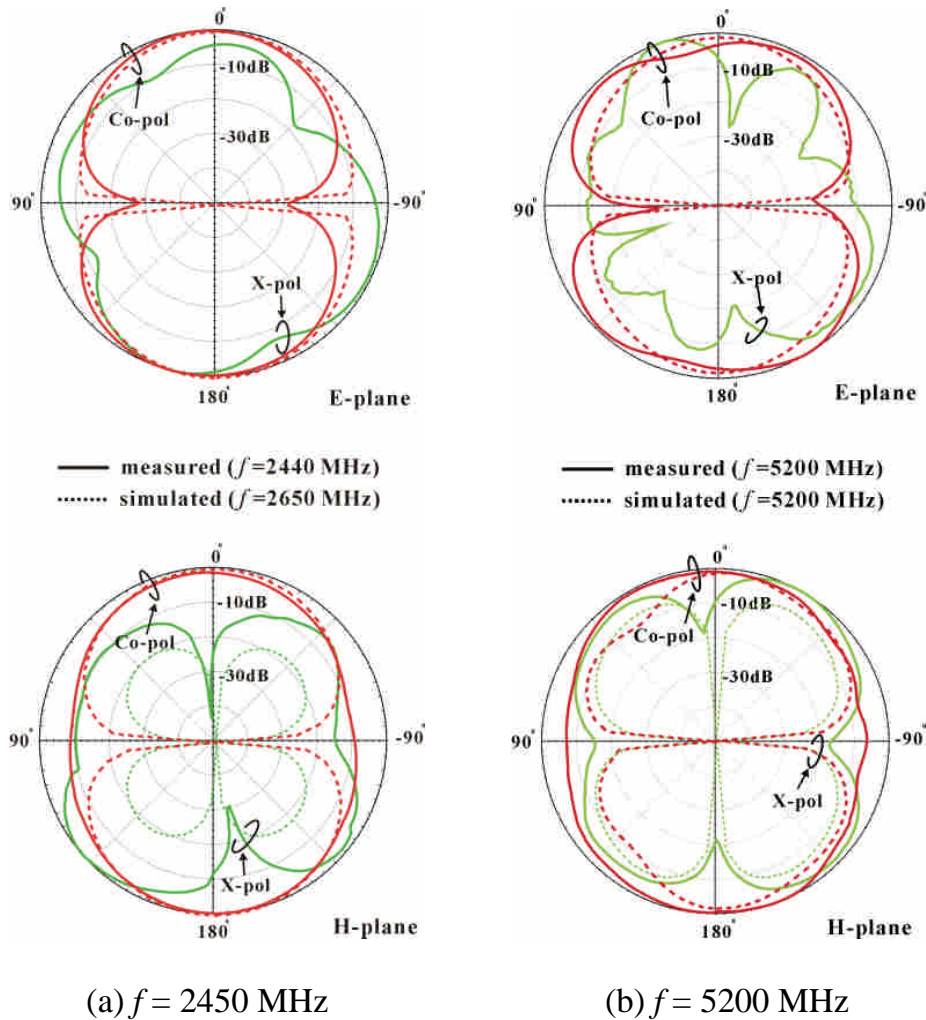 0°
-10dB
Co-pol
-30dB
90°
-90°
X-pol
180°
E-plane
measured (f=2440 MHz)
simulated (f=2650 MHz)
0°
-10dB
Co-pol
-30dB
90°
-90°
X-pol
180°
H-plane
(a) f = 2450 MHz
0°
-10dB
Co-pol
-30dB
90°
-90°
X-pol
180°
E-plane
measured (f=5200 MHz)
simulated (f=5200 MHz)
0°
-10dB
Co-pol
-30dB
90°
-90°
X-pol
180°
H-plane
(b) f = 5200 MHz